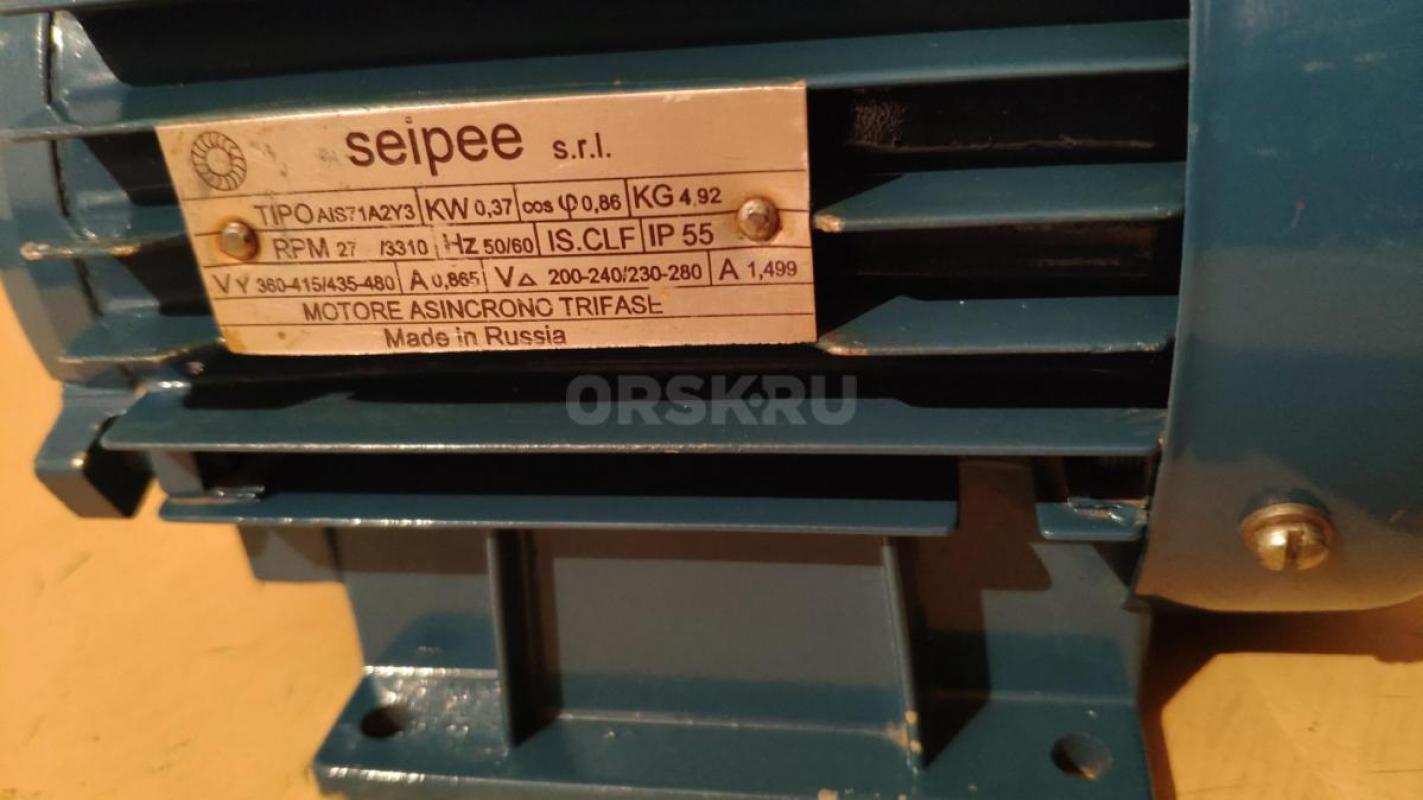 seipee s.r.l.
TIPO AIS71A2Y3 KW 0,37 cos φ 0,86 KG 4,92
RPM 27 /3310 Hz 50/60 IS.CLF IP 55
V Y 360-415/435-480 A 0,865 V△ 200-240/230-280 A 1,499
MOTORE ASINCRONO TRIFASE
Made in Russia
ORSK.RU